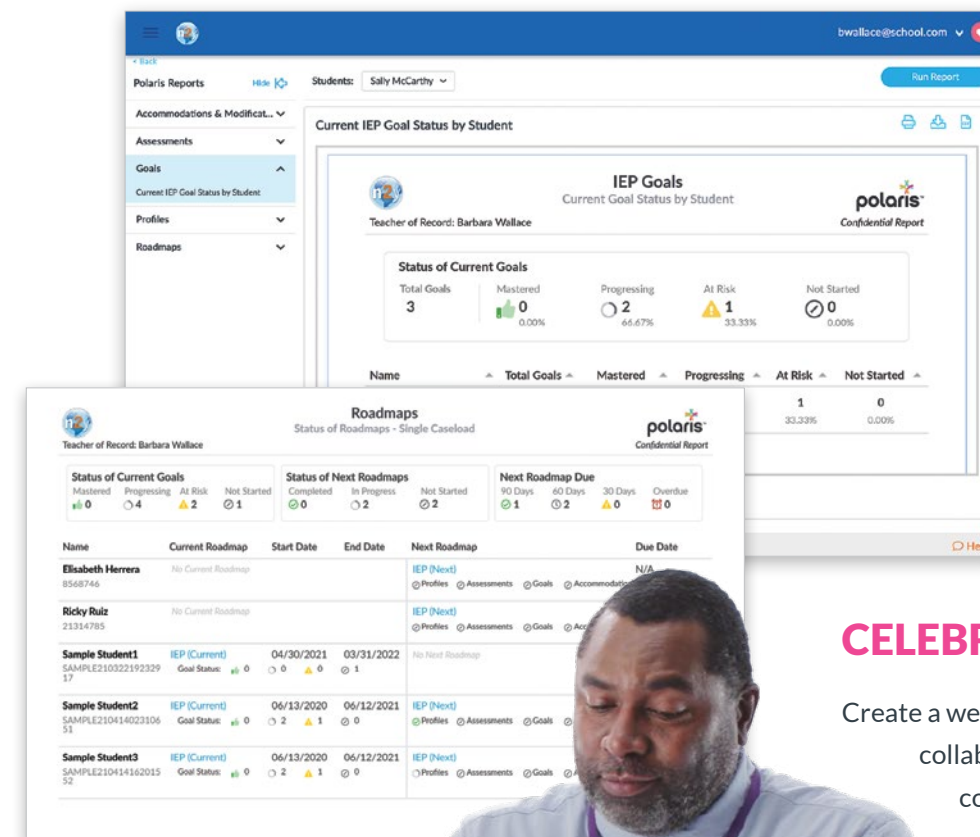 bwallace@school.com
< Back
Polaris Reports Hide
Students: Sally McCarthy
Run Report
Accommodations & Modificat...
Assessments
Goals
Current IEP Goal Status by Student
Profiles
Roadmaps
Current IEP Goal Status by Student
n2y
IEP Goals
Current Goal Status by Student
polaris
Teacher of Record: Barbara Wallace
Confidential Report
Status of Current Goals
Total Goals Mastered Progressing At Risk Not Started
3 0 2 1 0
0.00% 66.67% 33.33% 0.00%
Name Total Goals Mastered Progressing At Risk Not Started
1 0
33.33% 0.00%
n2y
Roadmaps
Status of Roadmaps - Single Caseload
polaris
Teacher of Record: Barbara Wallace
Confidential Report
Status of Current Goals
Mastered Progressing At Risk Not Started
0 4 2 1
Status of Next Roadmaps
Completed In Progress Not Started
0 2 2
Next Roadmap Due
90 Days 60 Days 30 Days Overdue
1 2 0 0
Name Current Roadmap Start Date End Date Next Roadmap Due Date
Elisabeth Herrera No Current Roadmap IEP (Next) N/A
8568746 Profiles Assessments Goals
Ricky Ruiz No Current Roadmap IEP (Next)
21314785 Profiles Assessments Goals
Sample Student1 IEP (Current) 04/30/2021 03/31/2022 No Next Roadmap
SAMPLE210322192329 Goal Status: 0 0 0 1
17
Sample Student2 IEP (Current) 06/13/2020 06/12/2021 IEP (Next)
SAMPLE210414023106 Goal Status: 0 2 1 0 Profiles Assessments Goals
51
Sample Student3 IEP (Current) 06/13/2020 06/12/2021 IEP (Next)
SAMPLE210414162015 Goal Status: 0 2 1 0 Profiles Assessments Goals
52
CELEBR
Create a we
collab
co